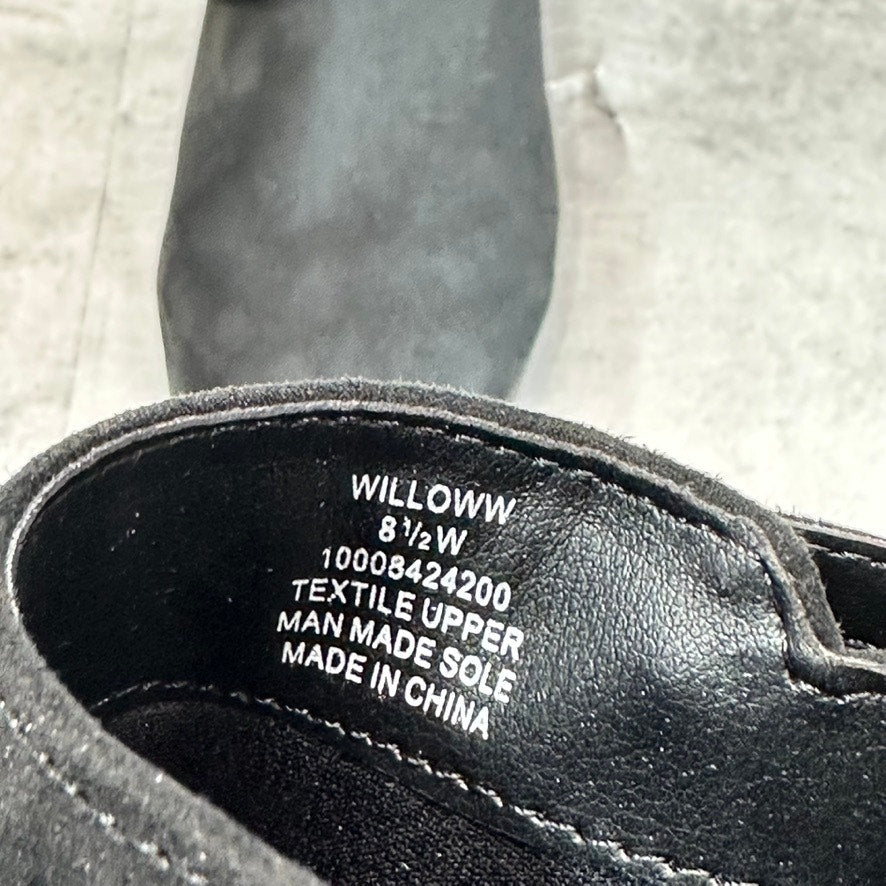 WILLOWW
8 ½ W
10008424200
TEXTILE UPPER
MAN MADE SOLE
MADE IN CHINA